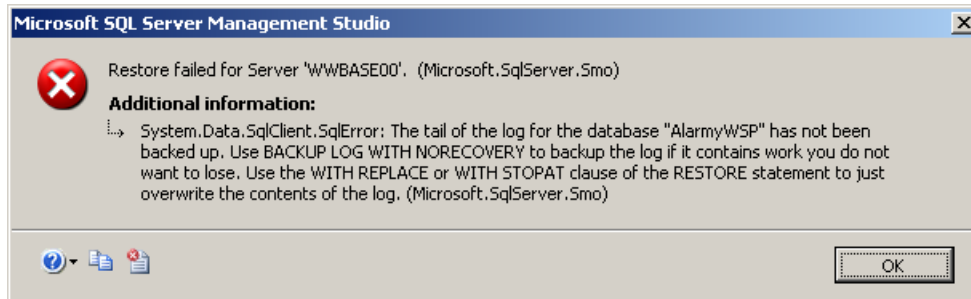 Microsoft SQL Server Management Studio
Restore failed for Server 'WWBASE00'. (Microsoft.SqlServer.Smo)
Additional information:
System.Data.SqlClient.SqlError: The tail of the log for the database "AlarmyWSP" has not been
backed up. Use BACKUP LOG WITH NORECOVERY to backup the log if it contains work you do not
want to lose. Use the WITH REPLACE or WITH STOPAT clause of the RESTORE statement to just
overwrite the contents of the log. (Microsoft.SqlServer.Smo)
OK